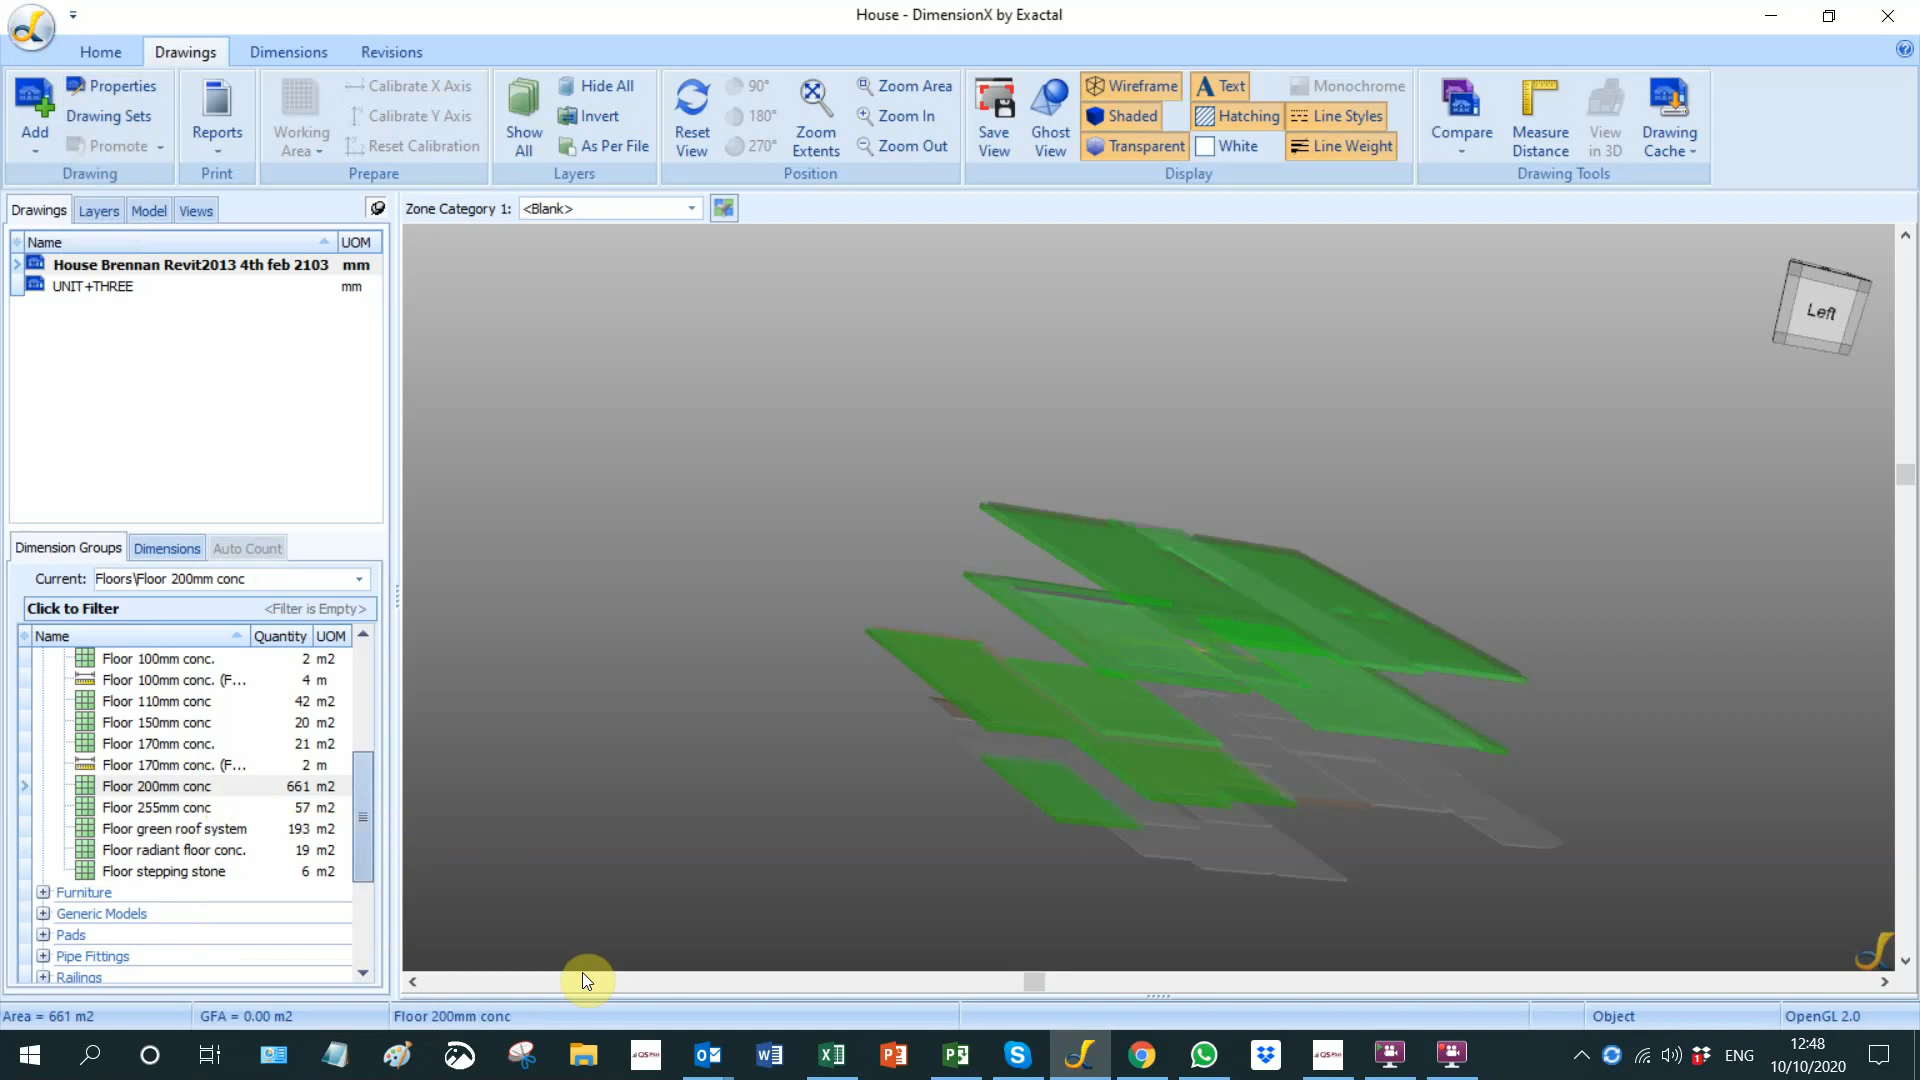 House - DimensionX by Exactal
Home Drawings Dimensions Revisions
Add
Properties
Drawing Sets
Promote
Drawing
Reports
Print
Working
Area
Calibrate X Axis
Calibrate Y Axis
Reset Calibration
Prepare
Show
All
Hide All
Invert
As Per File
Layers
Reset
View
90°
180°
270°
Zoom
Extents
Zoom Area
Zoom In
Zoom Out
Position
Save
View
Ghost
View
Wireframe
Shaded
Transparent
Text
Hatching
White
Monochrome
Line Styles
Line Weight
Display
Compare
Measure
Distance
View
in 3D
Drawing
Cache
Drawing Tools
Drawings Layers Model Views
Zone Category 1: <Blank>
Name UOM
House Brennan Revit2013 4th feb 2103 mm
UNIT+THREE mm
Left
Dimension Groups Dimensions Auto Count
Current: Floors\Floor 200mm conc
Click to Filter <Filter is Empty>
Name Quantity UOM
Floor 100mm conc. 2 m2
Floor 100mm conc. (F... 4 m
Floor 110mm conc 42 m2
Floor 150mm conc 20 m2
Floor 170mm conc. 21 m2
Floor 170mm conc. (F... 2 m
Floor 200mm conc 661 m2
Floor 255mm conc 57 m2
Floor green roof system 193 m2
Floor radiant floor conc. 19 m2
Floor stepping stone 6 m2
Furniture
Generic Models
Pads
Pipe Fittings
Railings
Area = 661 m2 GFA = 0.00 m2 Floor 200mm conc Object OpenGL 2.0
ENG
12:48
10/10/2020